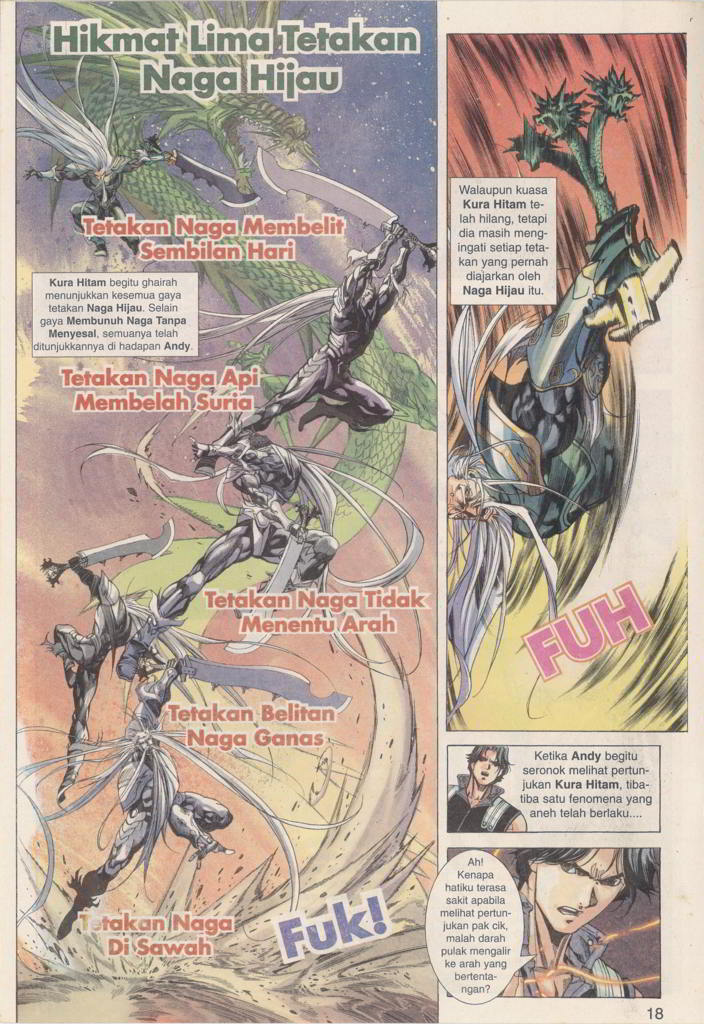 Hikmat Lima Tetakan
Naga Hijau
Tetakan Naga Membelit
Sembilan Hari
Kura Hitam begitu ghairah
menunjukkan kesemua gaya
tetakan Naga Hijau. Selain
gaya Membunuh Naga Tanpa
Menyesal, semuanya telah
ditunjukkannya di hadapan Andy.
Tetakan Naga Api
Membelah Suria
Tetakan Naga Tidak
Menentu Arah
Tetakan Belitan
Naga Ganas
Tetakan Naga
Di Sawah
Fuk!
Walaupun kuasa
Kura Hitam te-
lah hilang, tetapi
dia masih meng-
ingati setiap teta-
kan yang pernah
diajarkan oleh
Naga Hijau itu.
FUH
Ketika Andy begitu
seronok melihat pertun-
jukan Kura Hitam, tiba-
tiba satu fenomena yang
aneh telah berlaku....
Ah!
Kenapa
hatiku terasa
sakit apabila
melihat pertun-
jukan pak cik,
malah darah
pulak mengalir
ke arah yang
bertenta-
ngan?
18